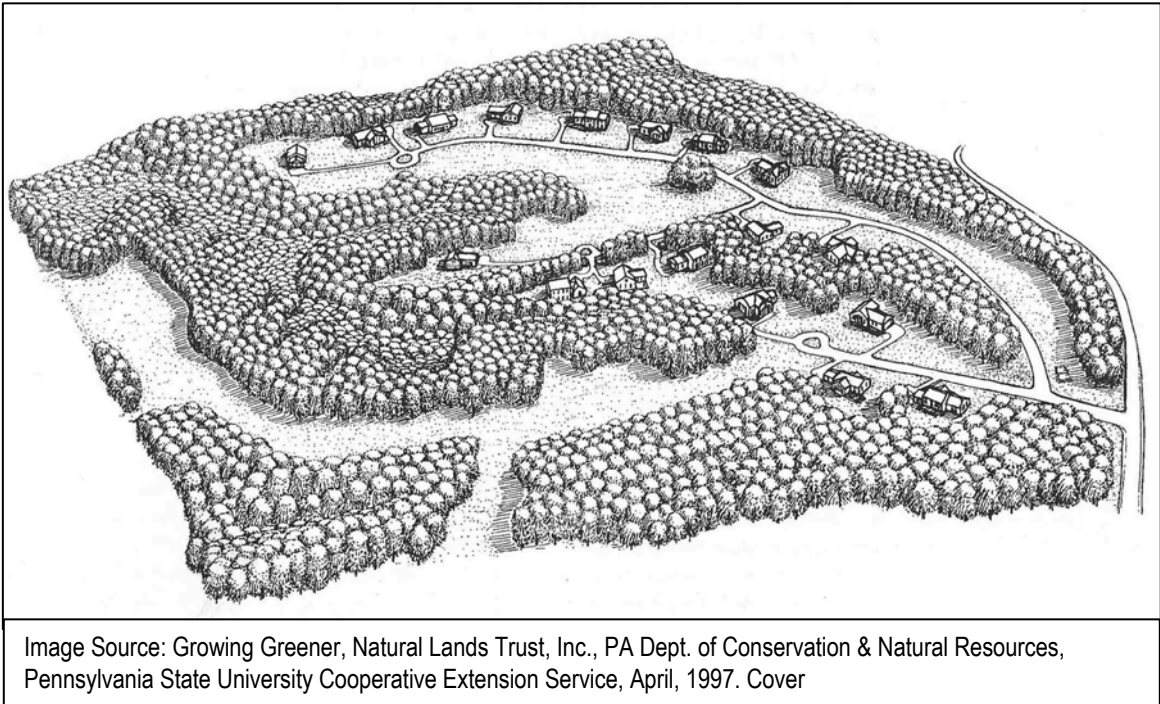 Image Source: Growing Greener, Natural Lands Trust, Inc., PA Dept. of Conservation & Natural Resources,
Pennsylvania State University Cooperative Extension Service, April, 1997. Cover